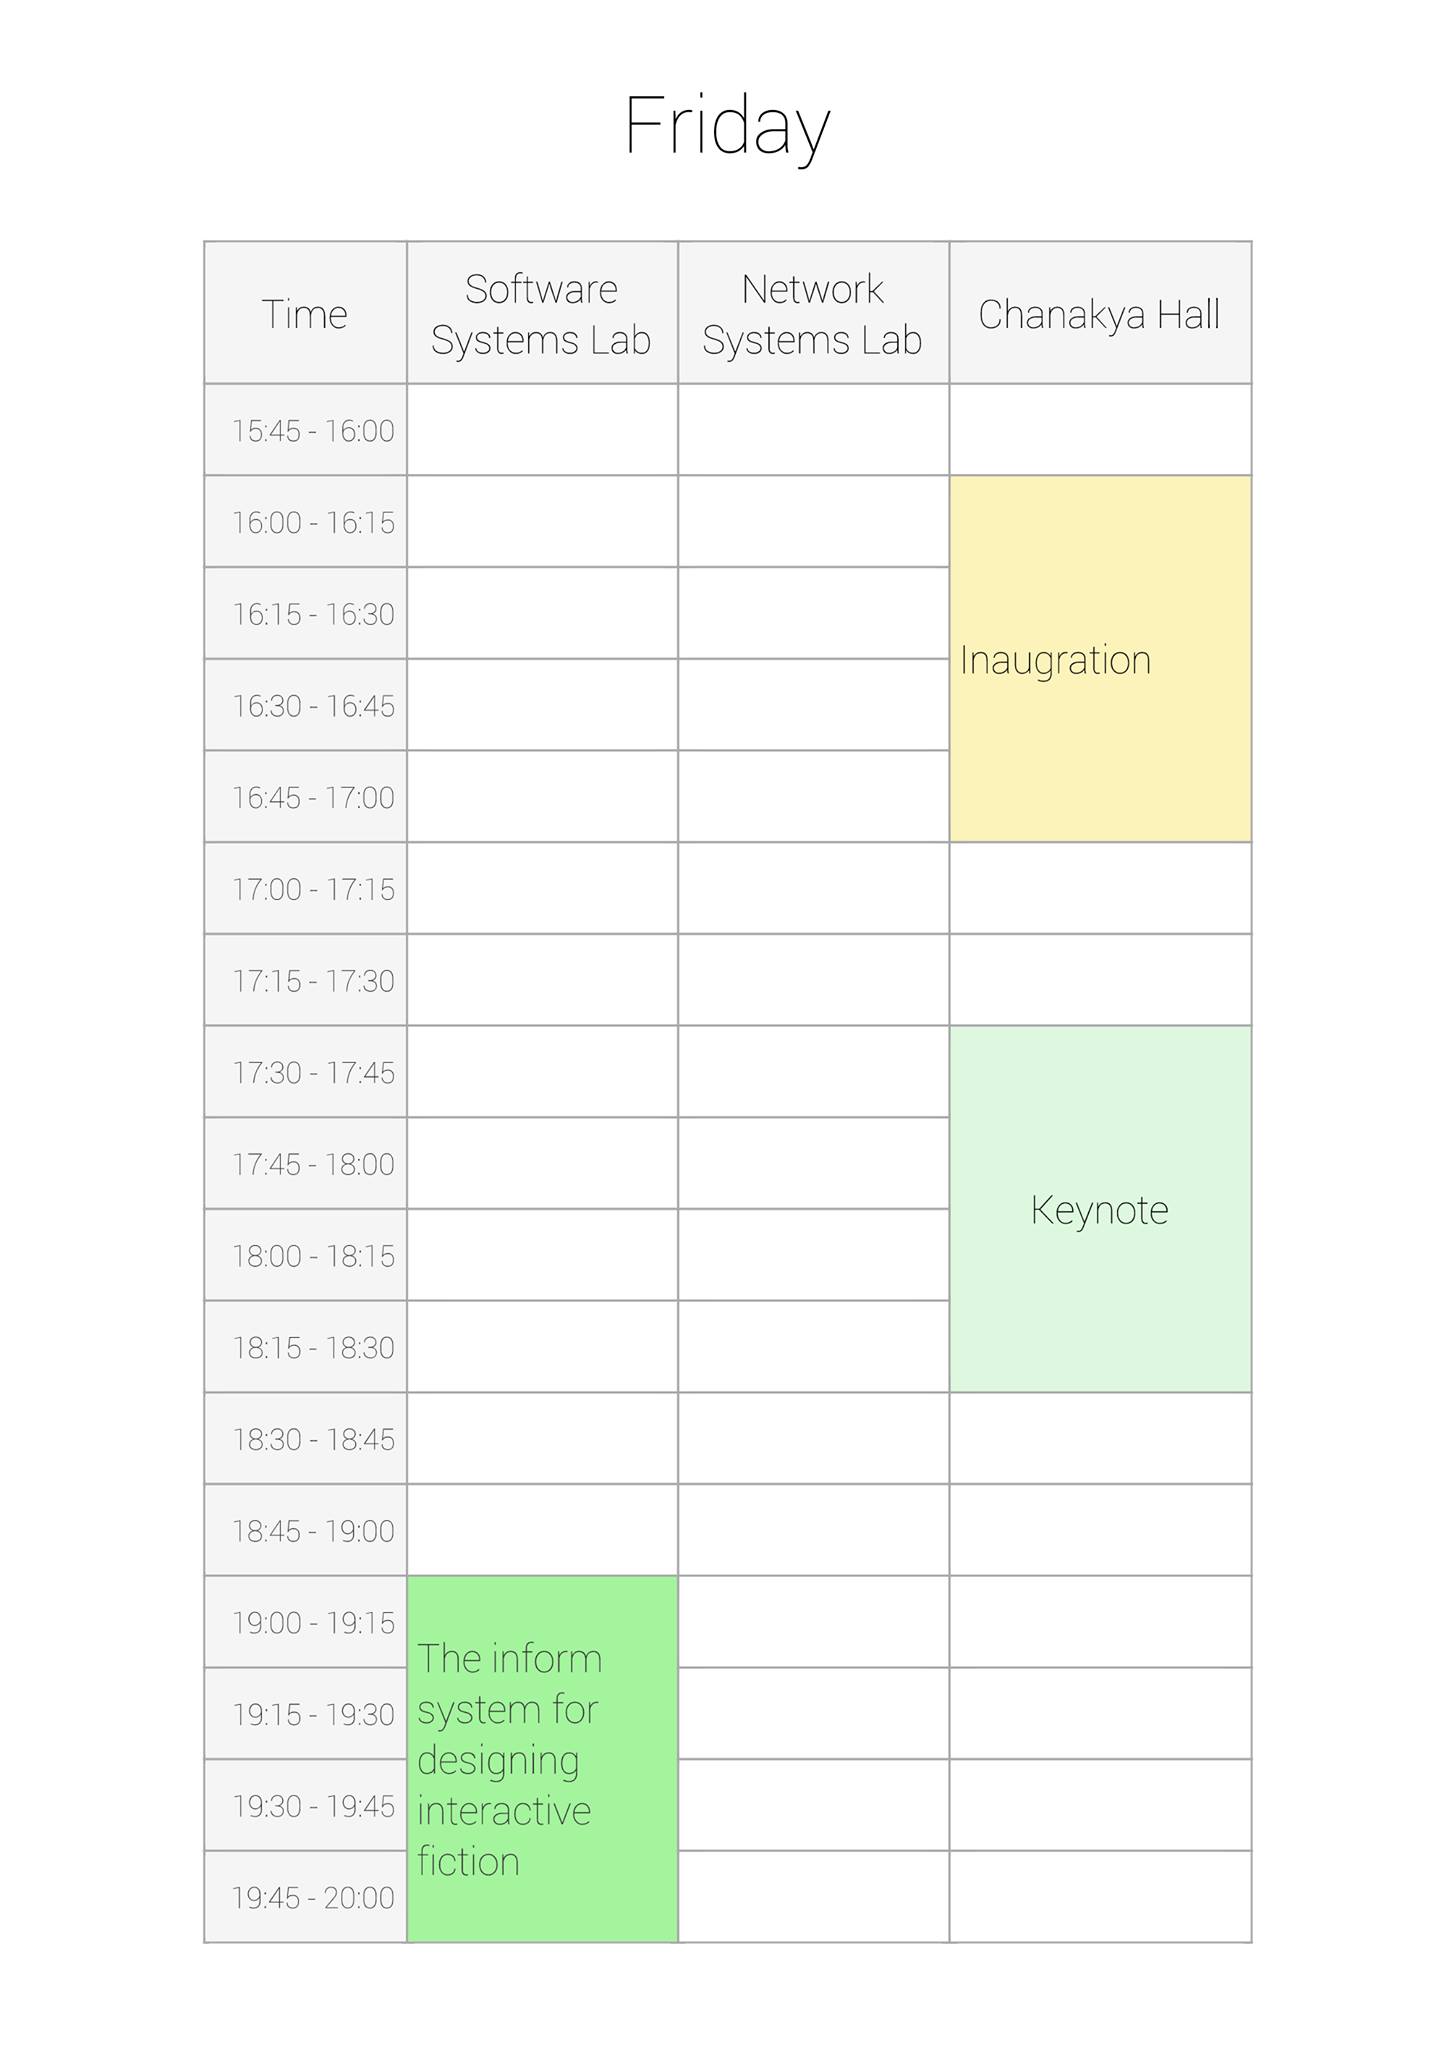 Friday
Time
Software
Systems Lab
Network
Systems Lab
Chanakya Hall
15:45 - 16:00
16:00 - 16:15
16:15 - 16:30
Inaugration
16:30 - 16:45
16:45 - 17:00
17:00 - 17:15
17:15 - 17:30
17:30 - 17:45
17:45 - 18:00
Keynote
18:00 - 18:15
18:15 - 18:30
18:30 - 18:45
18:45 - 19:00
19:00 - 19:15
19:15 - 19:30
19:30 - 19:45
19:45 - 20:00
The inform
system for
designing
interactive
fiction